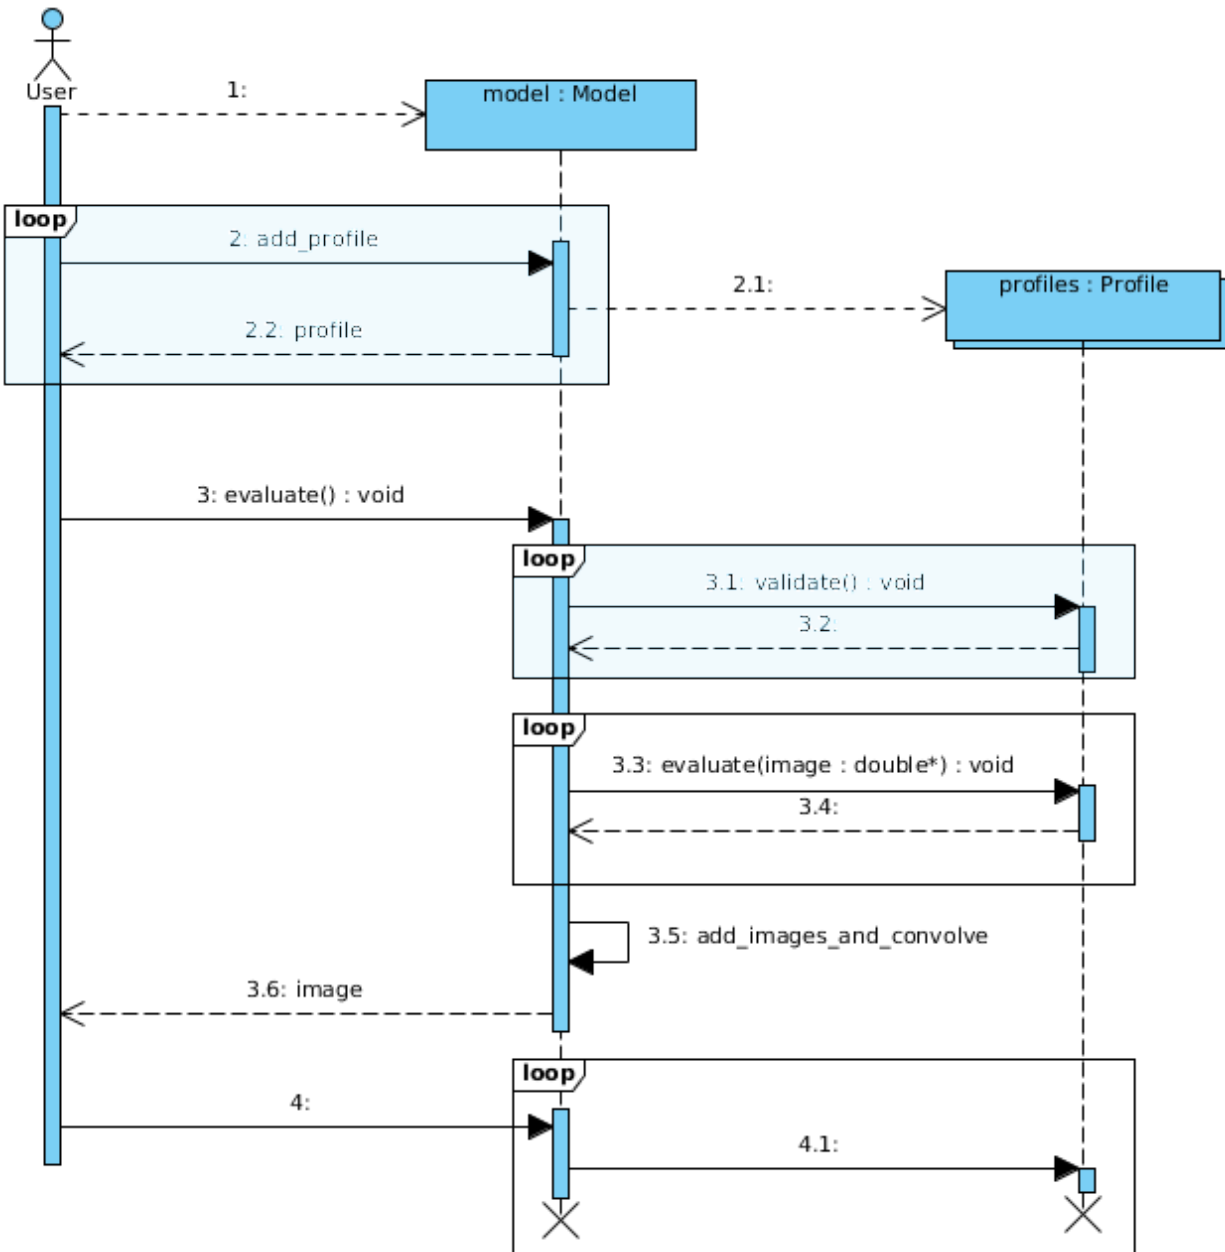 User
1:
model : Model
loop
2: add_profile
2.1:
profiles : Profile
2.2: profile
3: evaluate() : void
loop
3.1: validate() : void
3.2:
loop
3.3: evaluate(image : double*) : void
3.4:
3.5: add_images_and_convolve
3.6: image
loop
4:
4.1: